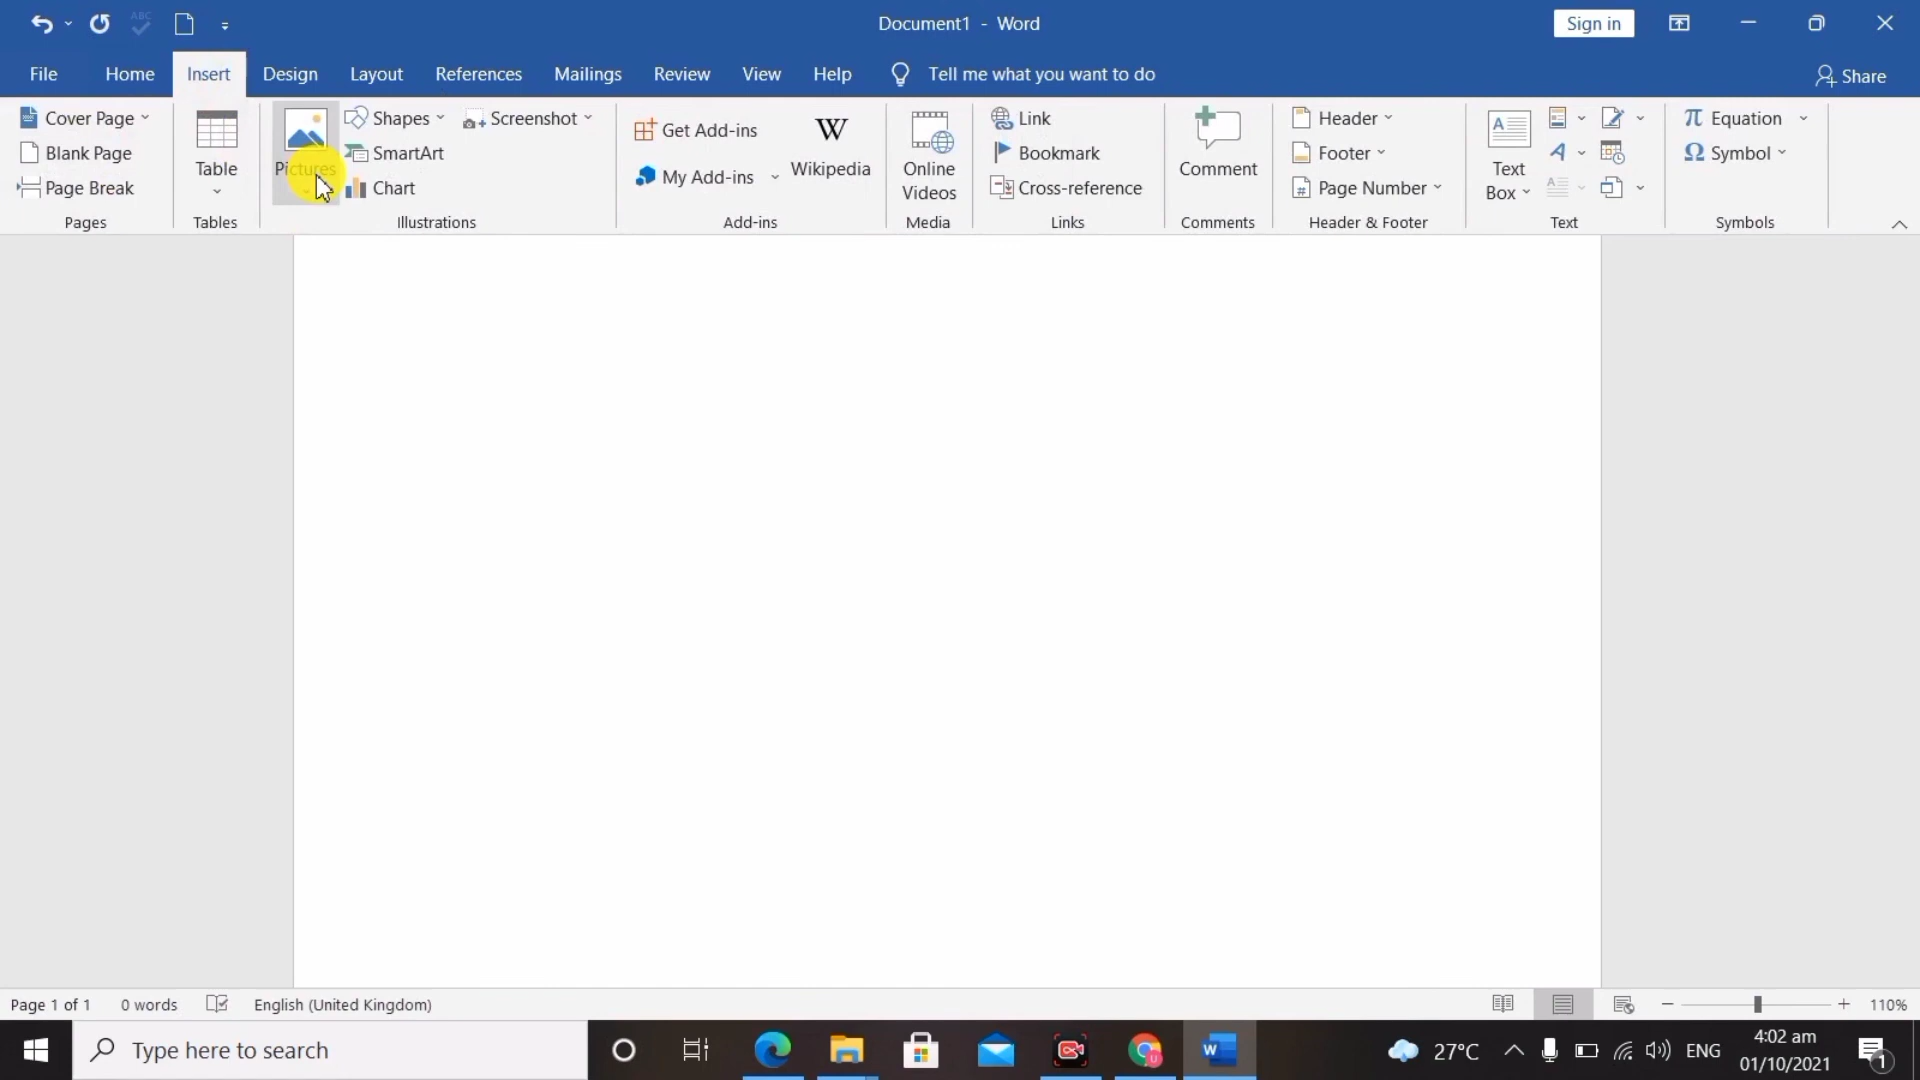 Document1 - Word
Sign in
File Home Insert Design Layout References Mailings Review View Help Tell me what you want to do Share
Cover Page
Blank Page
Page Break
Pages
Table
Tables
Pictures
Shapes
SmartArt
Chart
Screenshot
Illustrations
Get Add-ins
My Add-ins
W
Wikipedia
Add-ins
Online
Videos
Media
Link
Bookmark
Cross-reference
Links
Comment
Comments
Header
Footer
Page Number
Header & Footer
Text
Box
Text
π Equation
Ω Symbol
Symbols
Page 1 of 1 0 words English (United Kingdom) 110%
Type here to search
27°C ENG
4:02 am
01/10/2021
1